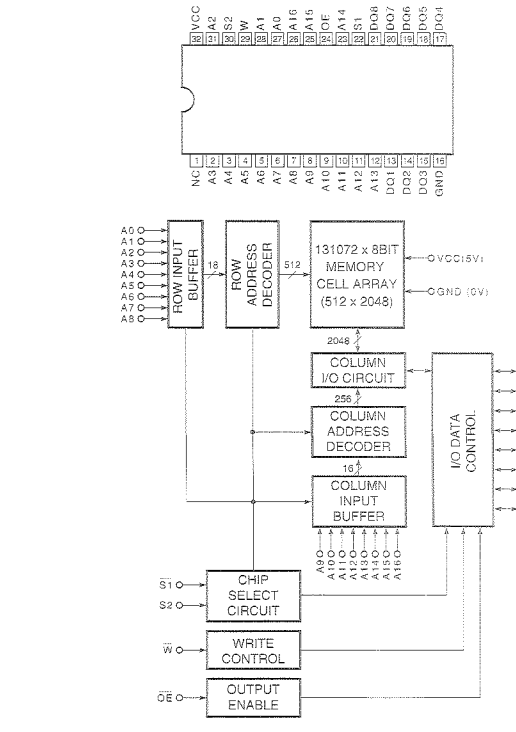 VCC A2 S2 W A1 A0 A16 A15 OE A14 S1 DQ8 DQ7 DQ6 DQ5 DQ4
32 31 30 29 28 27 26 25 24 23 22 21 20 19 18 17
1 2 3 4 5 6 7 8 9 10 11 12 13 14 15 16
NC A3 A4 A5 A6 A7 A8 A9 A10 A11 A12 A13 DQ1 DQ2 DQ3 GND
A0
A1
A2
A3
A4
A5
A6
A7
A8
ROW INPUT
BUFFER
18
ROW
ADDRESS
DECODER
512
131072 x 8BIT
MEMORY
CELL ARRAY
(512 x 2048)
VCC(5V)
GND (0V)
2048
COLUMN
I/O CIRCUIT
256
COLUMN
ADDRESS
DECODER
16
COLUMN
INPUT
BUFFER
I/O DATA
CONTROL
A9 A10 A11 A12 A13 A14 A15 A16
S1
S2
CHIP
SELECT
CIRCUIT
W
WRITE
CONTROL
OE
OUTPUT
ENABLE